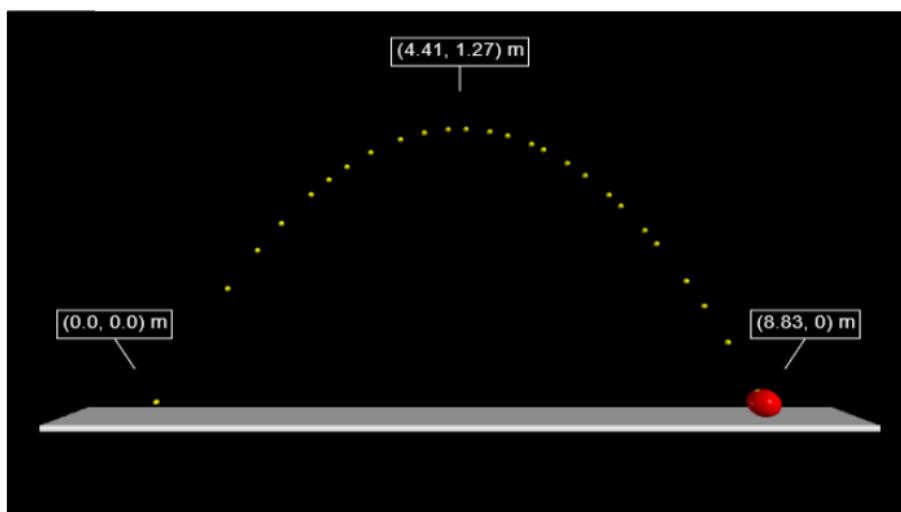 (4.41, 1.27) m
(0.0, 0.0) m
(8.83, 0) m